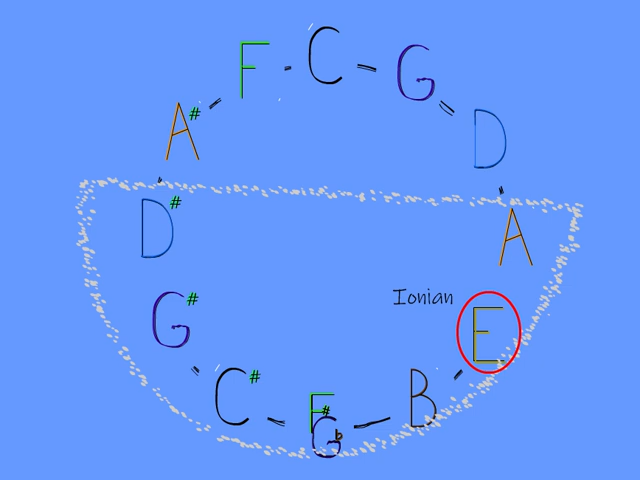 F - C - G
A# D
D# A
G# Ionian E
C# - F# - B
Gb